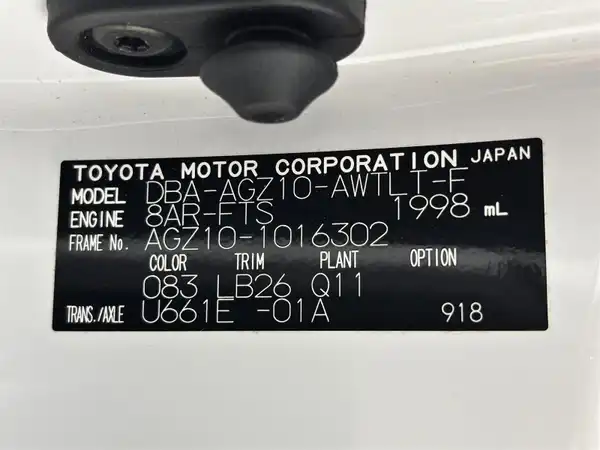 TOYOTA MOTOR CORPORATION JAPAN
MODEL DBA-AGZ10-AWTLT-F
ENGINE 8AR-FTS 1998 mL
FRAME No. AGZ10-1016302
COLOR TRIM PLANT OPTION
083 LB26 Q11
TRANS./AXLE U661E -01A 918